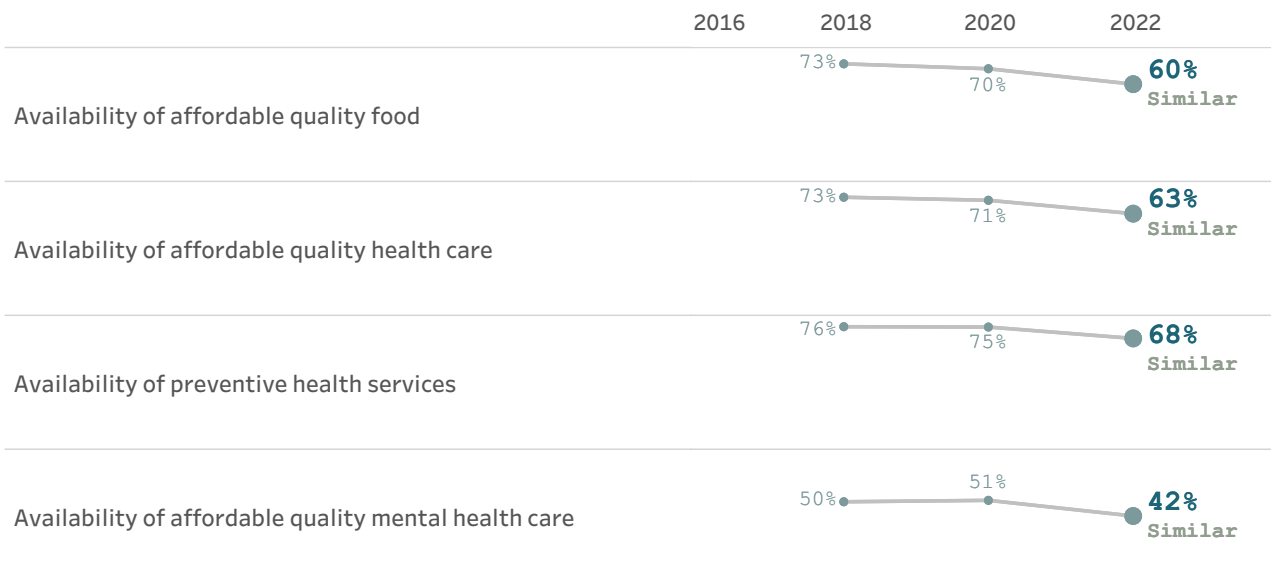 2016 2018 2020 2022
73% 70% 60%
Similar
Availability of affordable quality food
73% 71% 63%
Similar
Availability of affordable quality health care
76% 75% 68%
Similar
Availability of preventive health services
50% 51% 42%
Similar
Availability of affordable quality mental health care